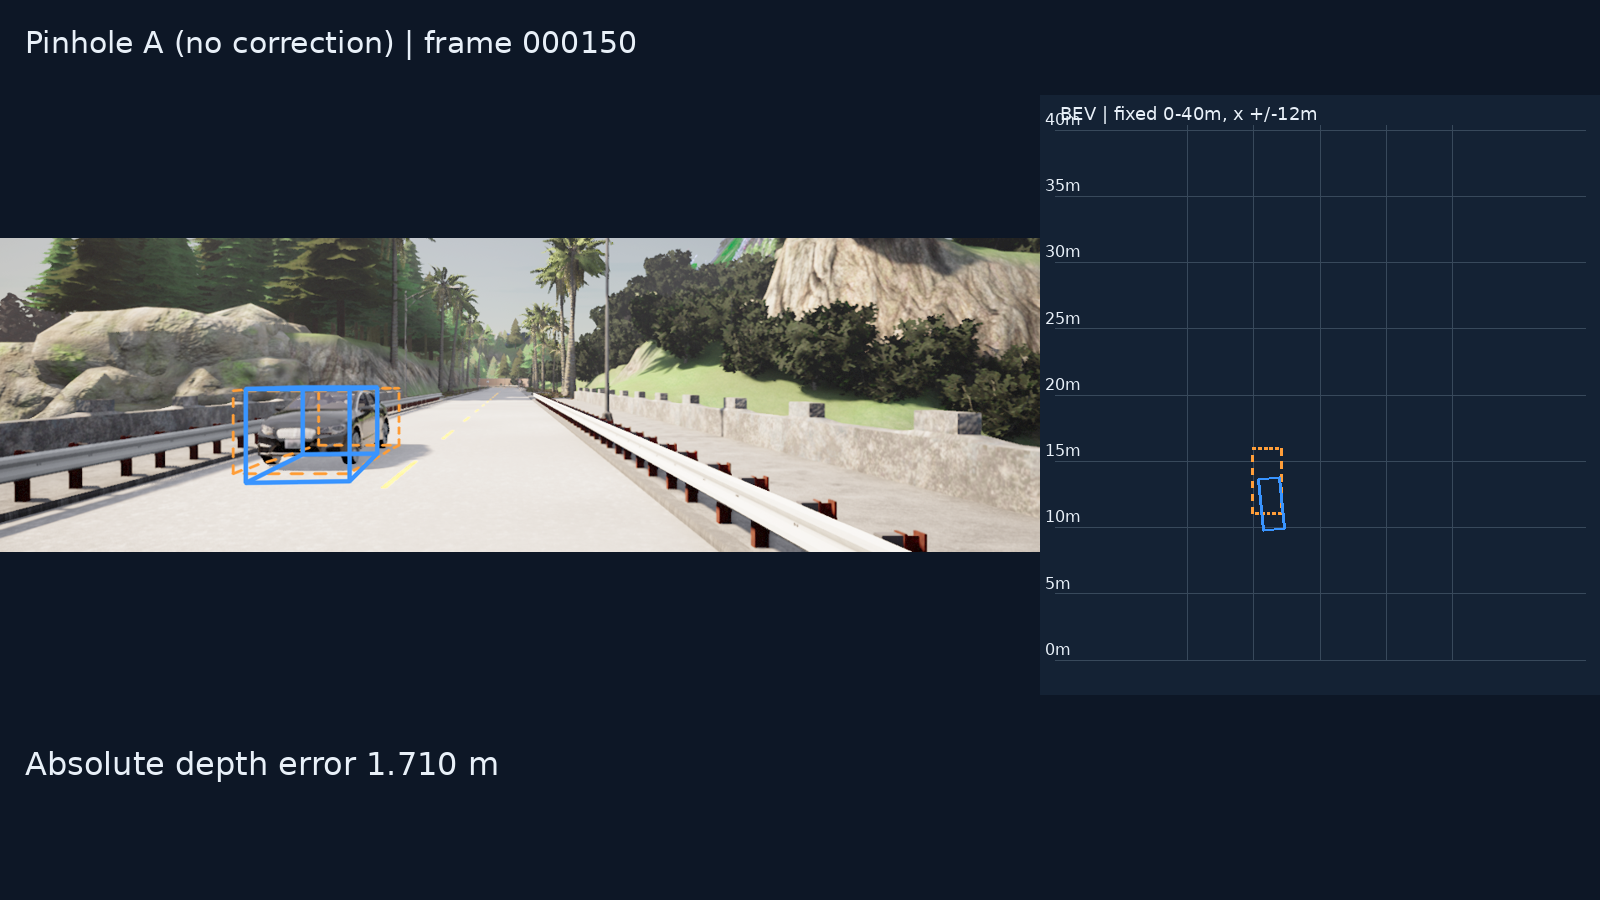 Pinhole A (no correction) | frame 000150
BEV | fixed 0-40m, x +/-12m
40m
35m
30m
25m
20m
15m
10m
5m
0m
Absolute depth error 1.710 m